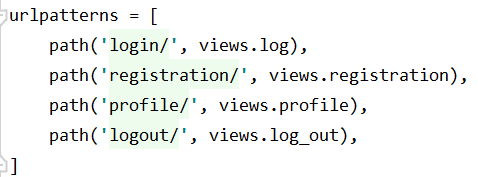 urlpatterns = [
    path('login/', views.log),
    path('registration/', views.registration),
    path('profile/', views.profile),
    path('logout/', views.log_out),
]